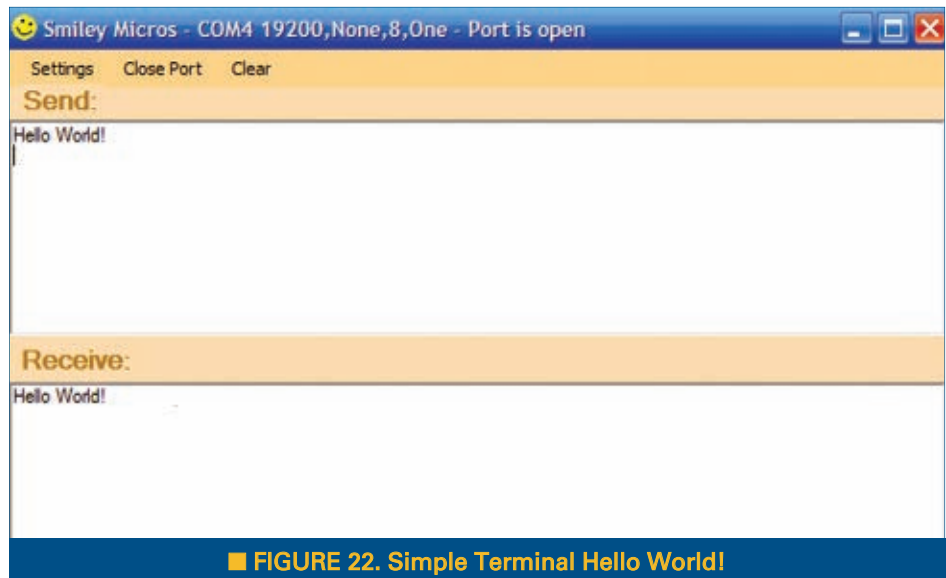 Smiley Micros - COM4 19200,None,8,One - Port is open
Settings Close Port Clear
Send:
Hello World!
Receive:
Hello World!
■ FIGURE 22. Simple Terminal Hello World!